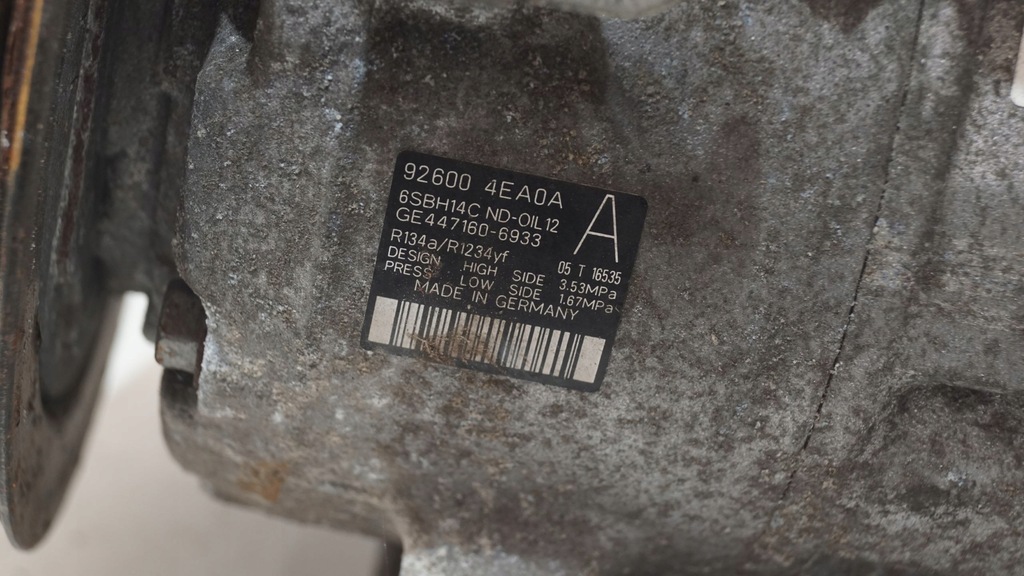 92600 4EA0A
A
6SBH14C ND-OIL12
GE447160-6933
R134a/R1234yf
05 T 16535
DESIGN HIGH SIDE 3.53MPa
PRESS LOW SIDE 1.67MPa
MADE IN GERMANY